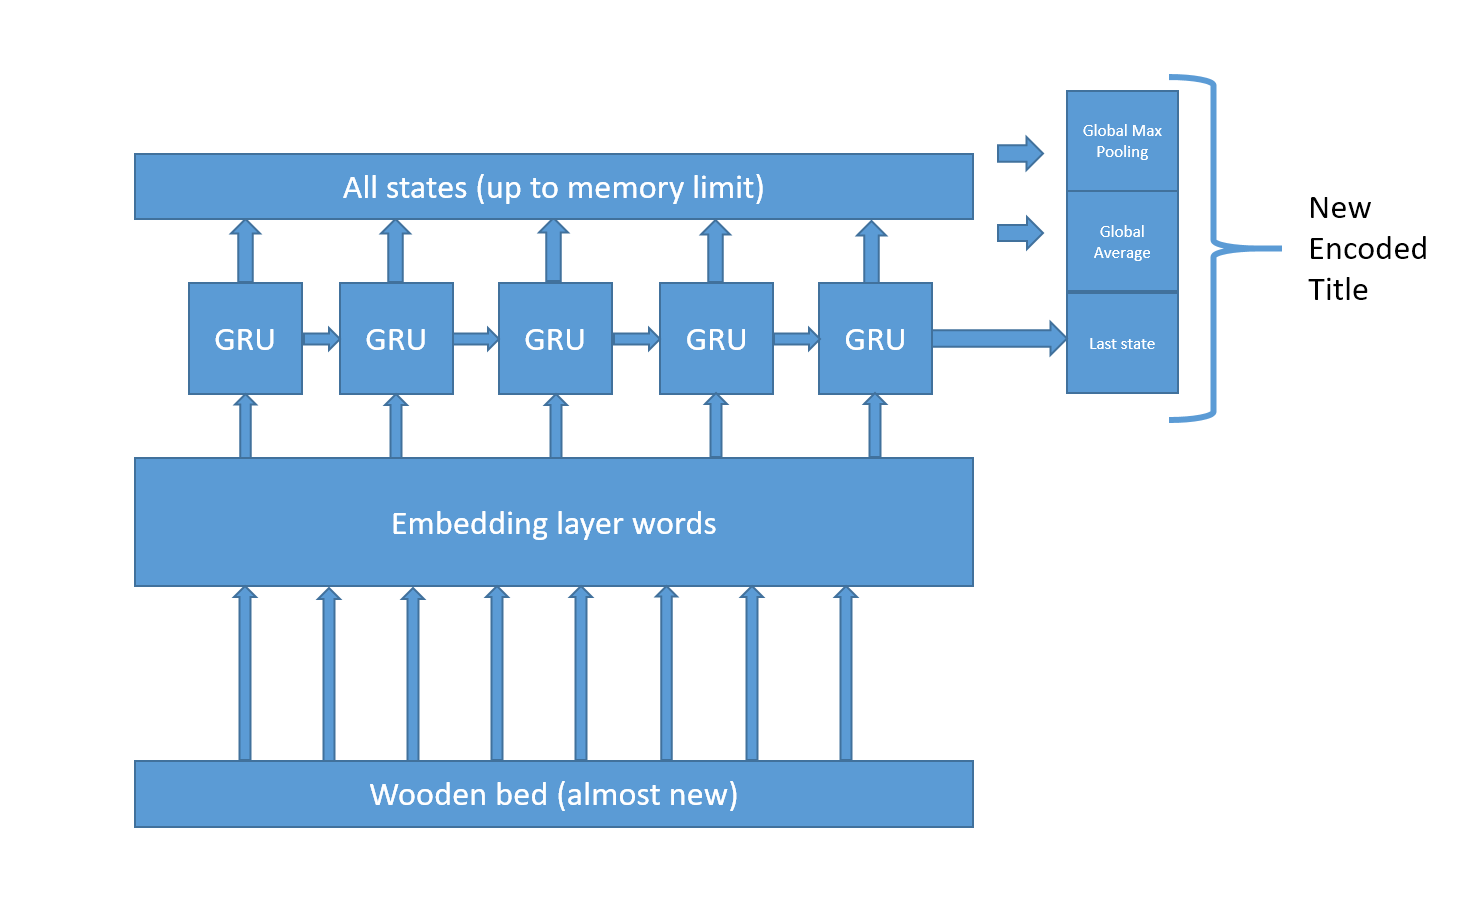 Global Max
Pooling
All states (up to memory limit)
New
Encoded
Title
Global
Average
GRU
GRU
GRU
GRU
GRU
Last state
Embedding layer words
Wooden bed (almost new)